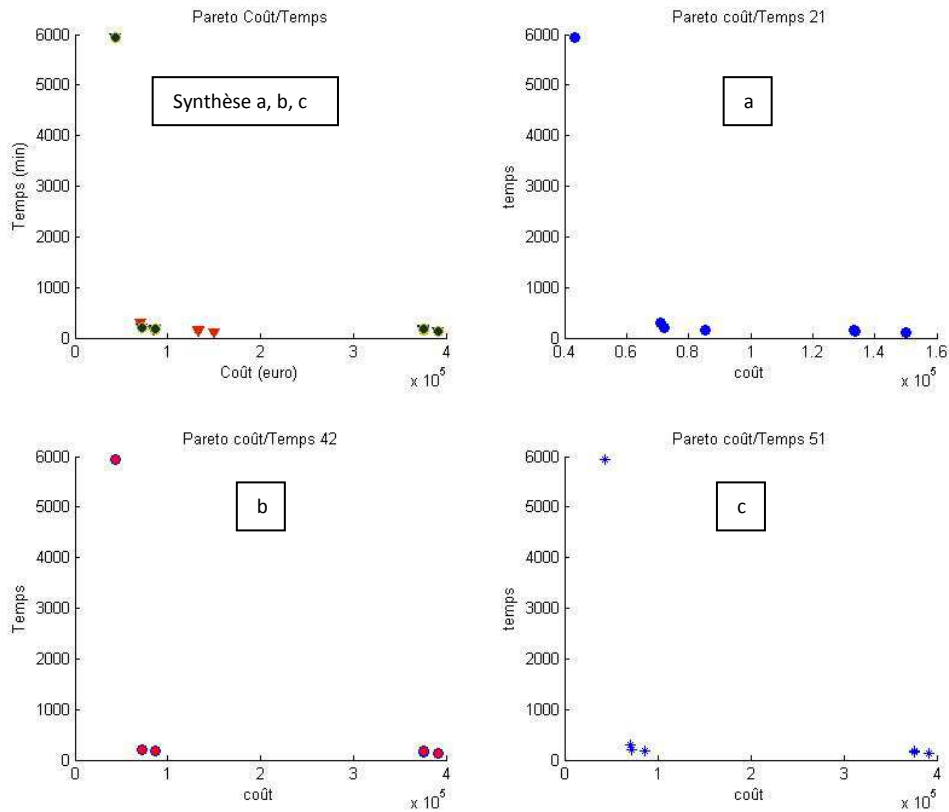 Pareto Coût/Temps
6000
5000
4000
3000
2000
1000
0
Temps (min)
Synthèse a, b, c
0
1
2
3
4
Coût (euro)
x 10^5
Pareto coût/Temps 21
6000
5000
4000
3000
2000
1000
0
temps
a
0.4
0.6
0.8
1
1.2
1.4
1.6
coût
x 10^5
Pareto coût/Temps 42
6000
5000
4000
3000
2000
1000
0
Temps
b
0
1
2
3
4
coût
x 10^5
Pareto coût/Temps 51
6000
5000
4000
3000
2000
1000
0
temps
c
0
1
2
3
4
coût
x 10^5